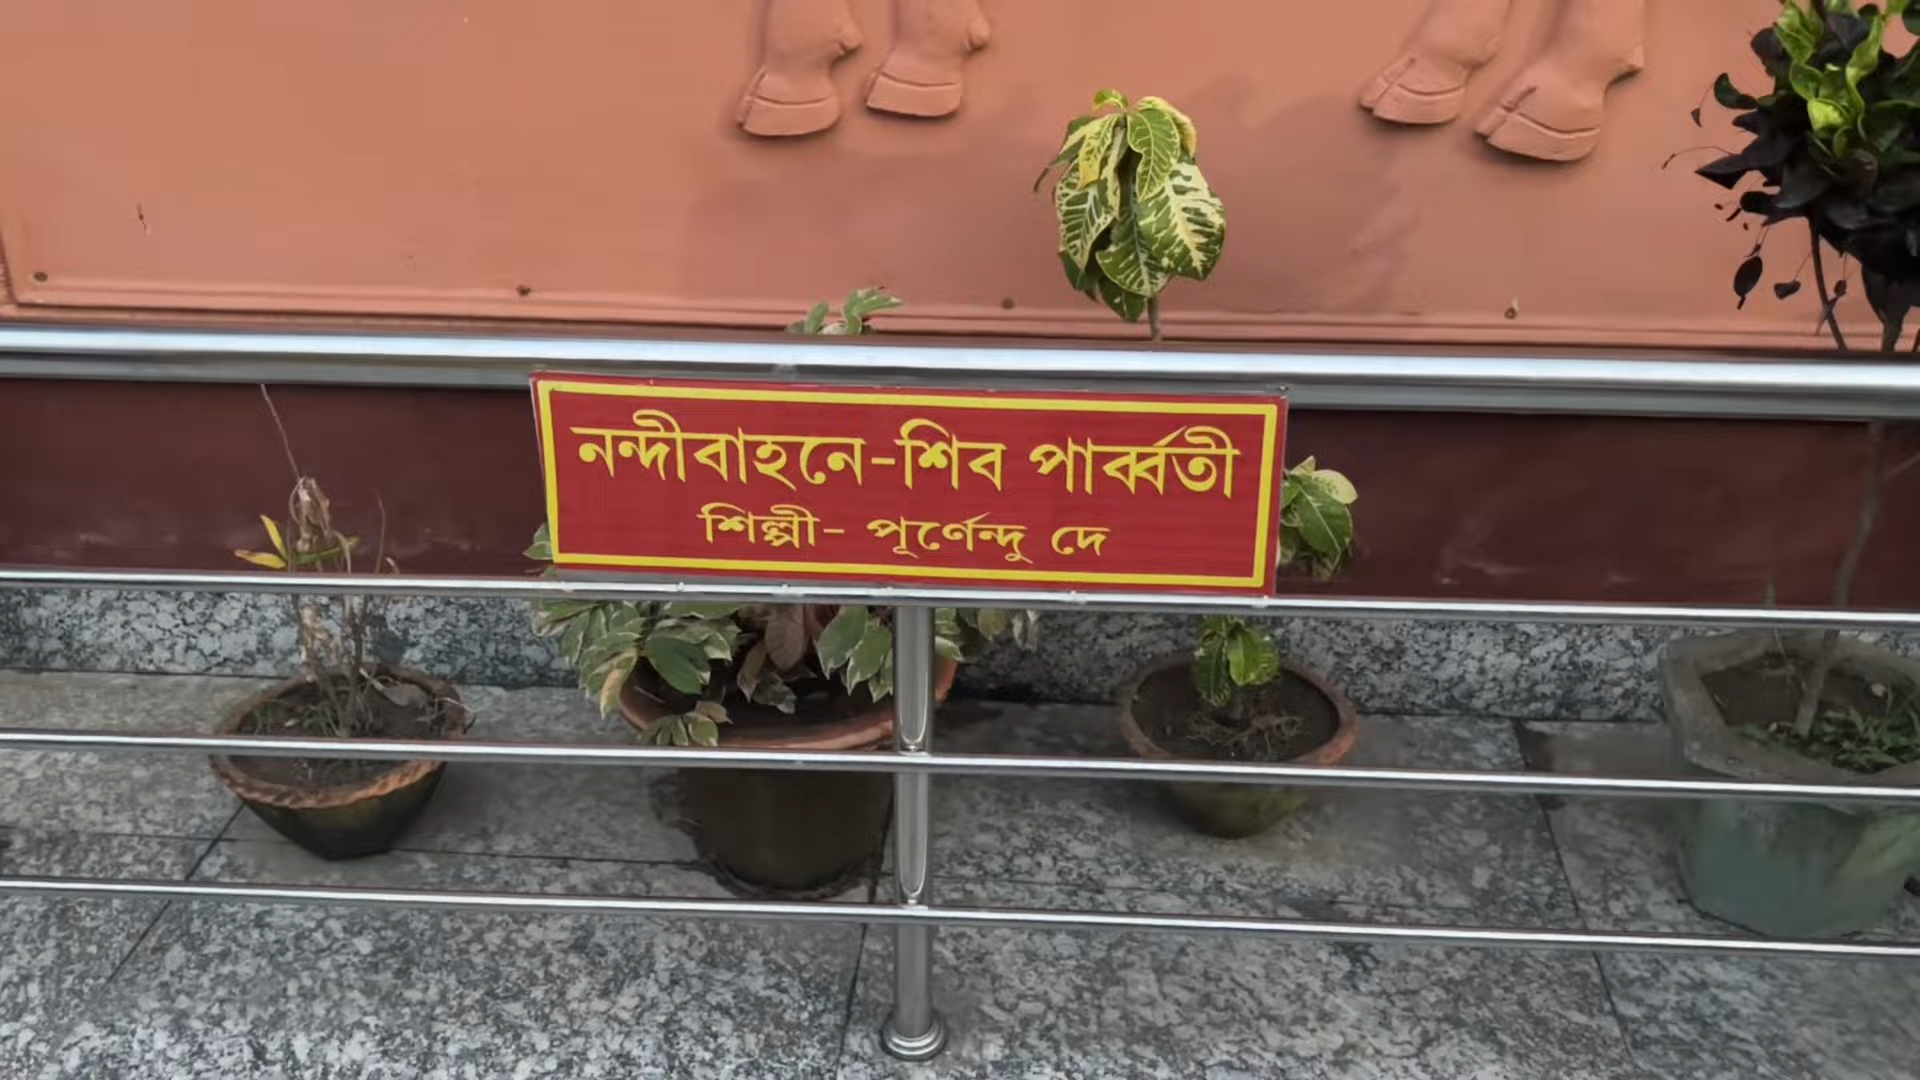 নন্দীবাহনে-শিব পার্ব্বতী
শিল্পী- পূর্ণেন্দু দে